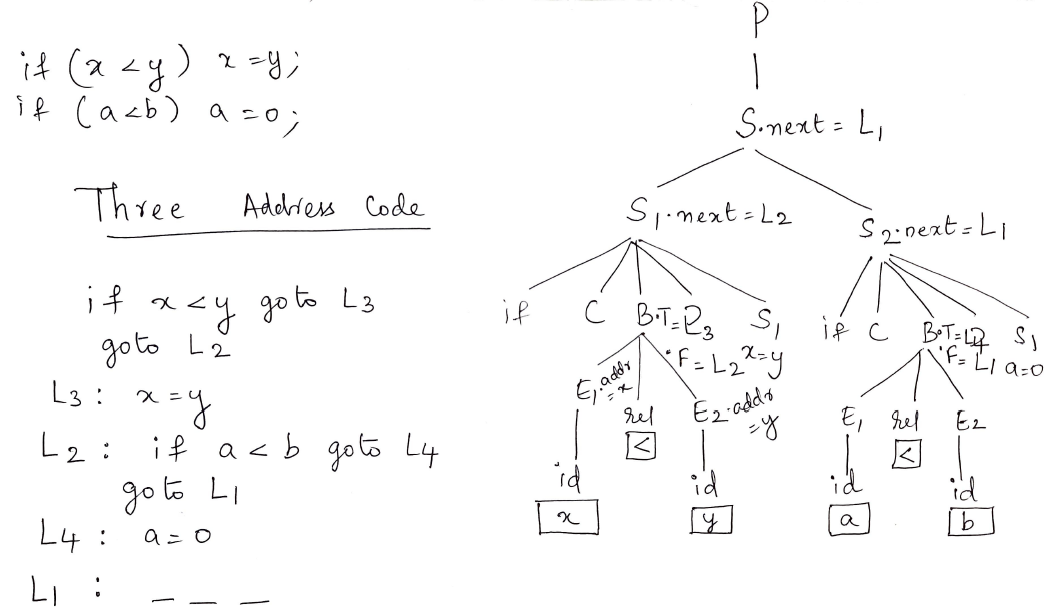 if (x < y) x = y;
if (a < b) a = 0;
Three Address Code
if x < y goto L3
goto L2
L3 : x = y
L2 : if a < b goto L4
goto L1
L4 : a = 0
L1 : _ _ _
P
S.next = L1
S1.next = L2 S2.next = L1
if ( B.T = L3 S1 if ( B.T = L4 S1
.F = L2 x = y .F = L1 a = 0
E1.addr = x rel E2.addr = y E1 rel E2
< <
id id id id
x y a b